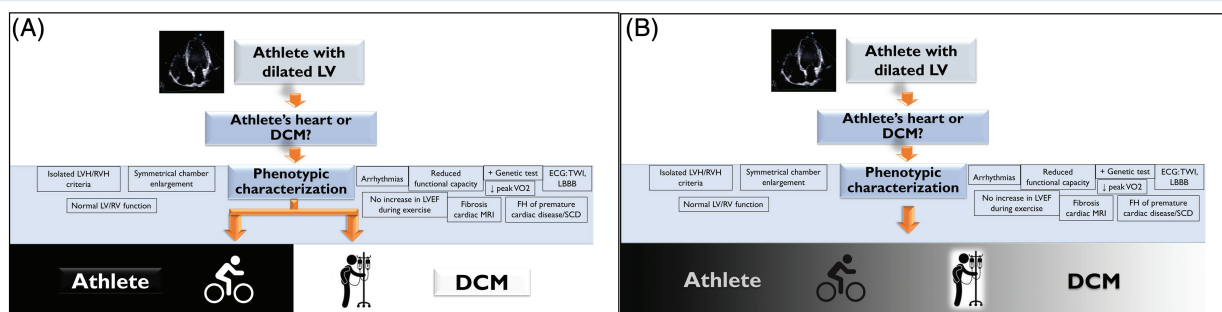 (A)
Athlete with
dilated LV
Athlete's heart or
DCM?
Phenotypic
characterization
Isolated LVH/RVH
criteria
Symmetrical chamber
enlargement
Normal LV/RV function
Arrhythmias
Reduced
functional capacity
+ Genetic test
↓ peak VO2
ECG: TWI,
LBBB
No increase in LVEF
during exercise
Fibrosis
cardiac MRI
FH of premature
cardiac disease/SCD
Athlete
DCM
(B)
Athlete with
dilated LV
Athlete's heart or
DCM?
Phenotypic
characterization
Isolated LVH/RVH
criteria
Symmetrical chamber
enlargement
Normal LV/RV function
Arrhythmias
Reduced
functional capacity
+ Genetic test
↓ peak VO2
ECG: TWI,
LBBB
No increase in LVEF
during exercise
Fibrosis
cardiac MRI
FH of premature
cardiac disease/SCD
Athlete
DCM